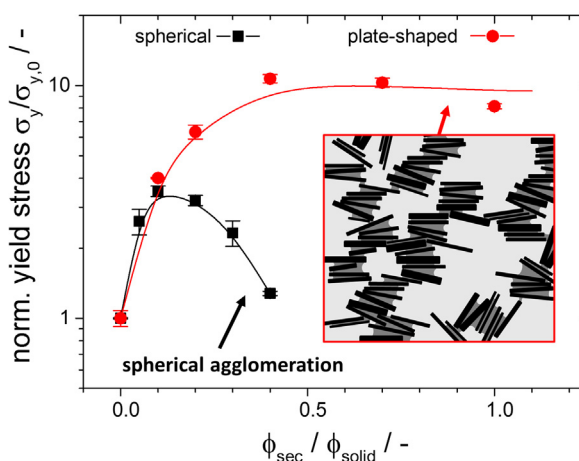 spherical
plate-shaped
norm. yield stress σy/σy,0 / -
10
1
spherical agglomeration
0.0 0.5 1.0
ϕsec / ϕsolid / -